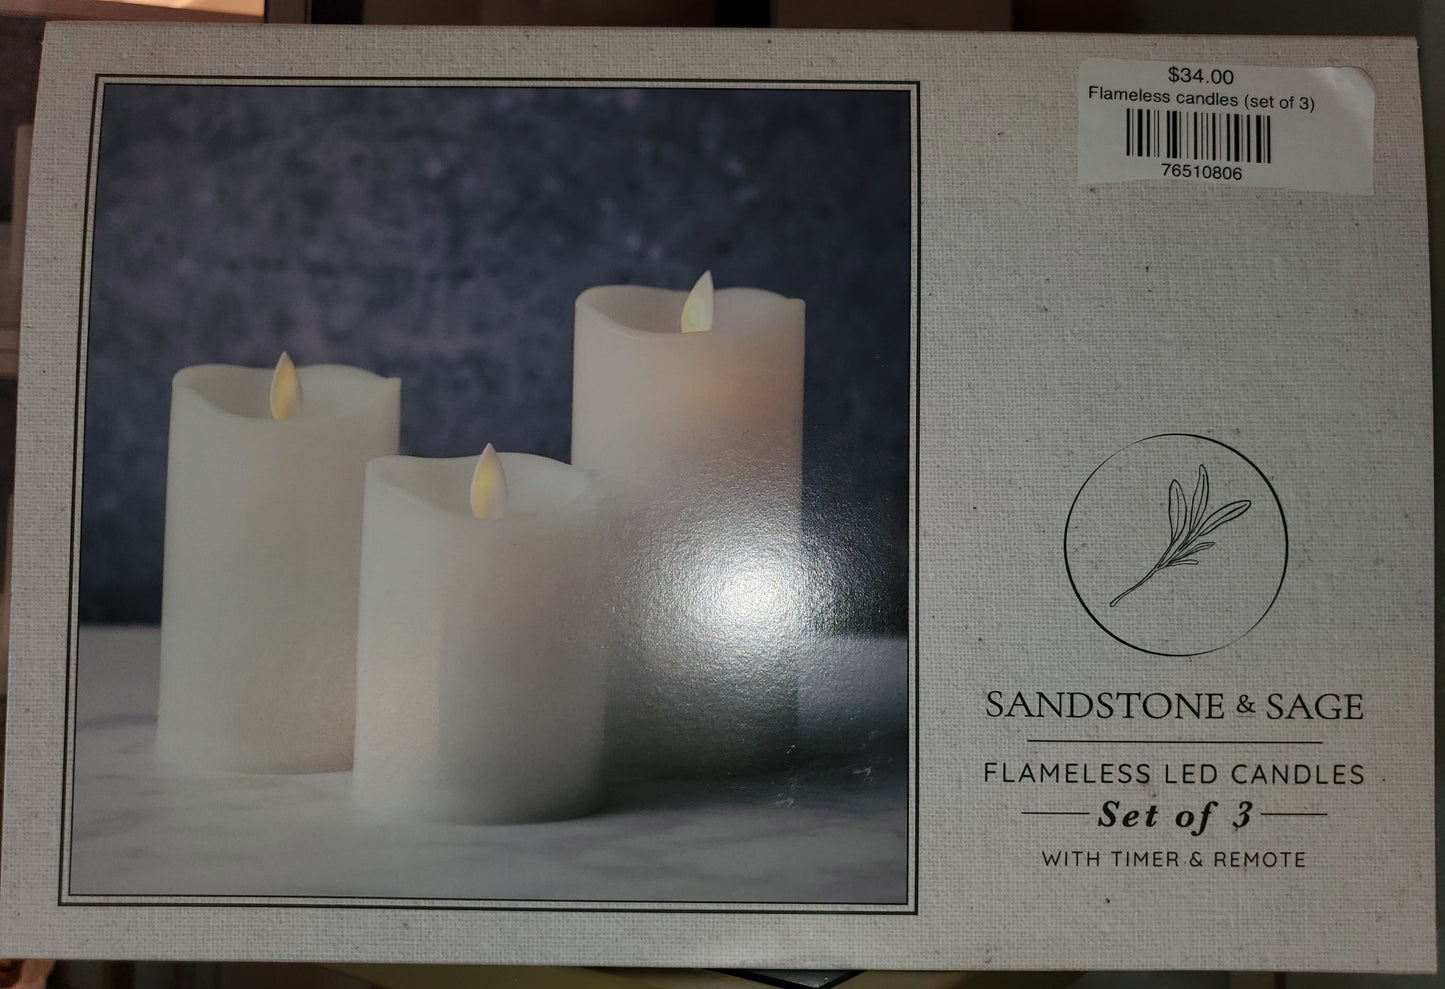 $34.00
Flameless candles (set of 3)
76510806
SANDSTONE & SAGE
FLAMELESS LED CANDLES
Set of 3
WITH TIMER & REMOTE